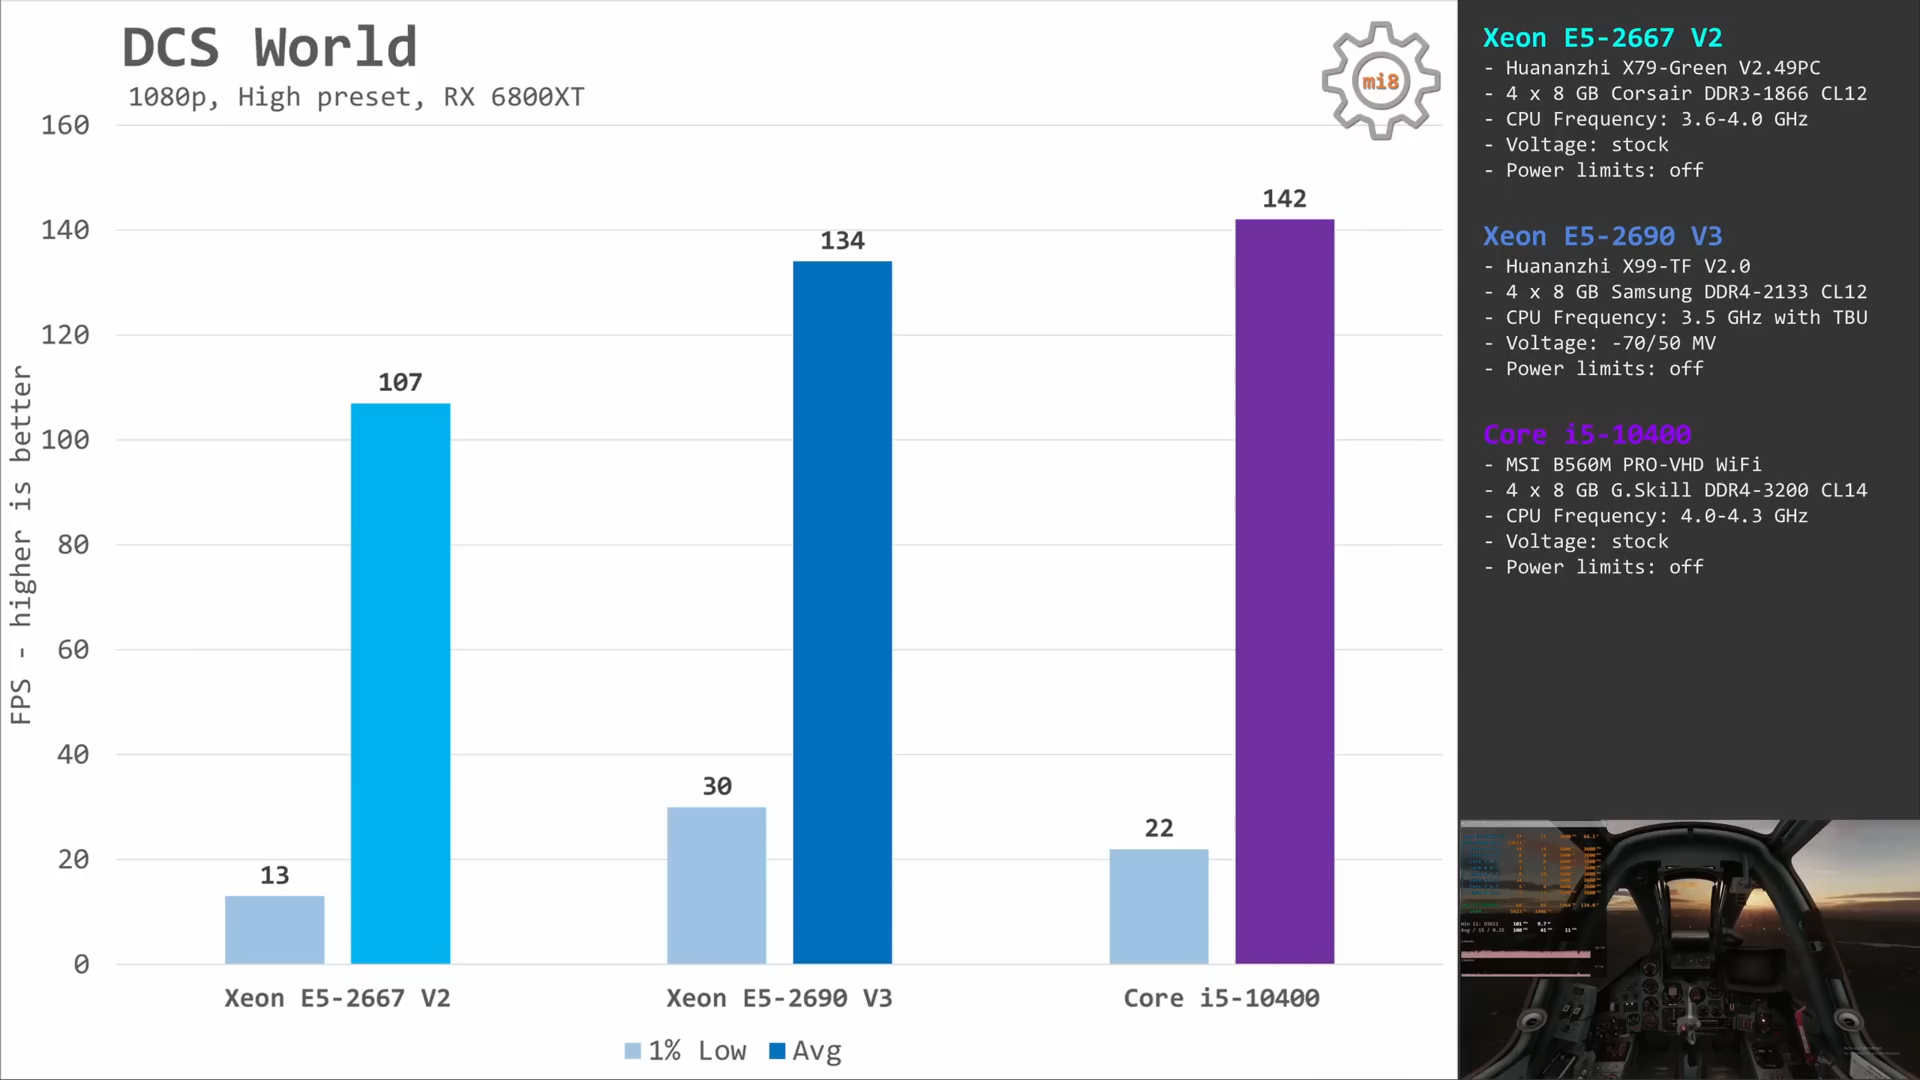 DCS World
1080p, High preset, RX 6800XT
mi8
FPS - higher is better
160
140
120
100
80
60
40
20
0
13
107
30
134
22
142
Xeon E5-2667 V2
Xeon E5-2690 V3
Core i5-10400
1% Low
Avg
Xeon E5-2667 V2
- Huananzhi X79-Green V2.49PC
- 4 x 8 GB Corsair DDR3-1866 CL12
- CPU Frequency: 3.6-4.0 GHz
- Voltage: stock
- Power limits: off
Xeon E5-2690 V3
- Huananzhi X99-TF V2.0
- 4 x 8 GB Samsung DDR4-2133 CL12
- CPU Frequency: 3.5 GHz with TBU
- Voltage: -70/50 MV
- Power limits: off
Core i5-10400
- MSI B560M PRO-VHD WiFi
- 4 x 8 GB G.Skill DDR4-3200 CL14
- CPU Frequency: 4.0-4.3 GHz
- Voltage: stock
- Power limits: off